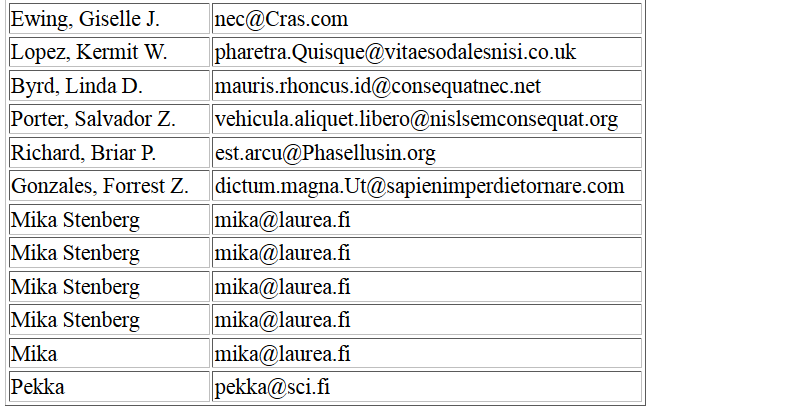 Ewing, Giselle J. nec@Cras.com
Lopez, Kermit W. pharetra.Quisque@vitaesodalesnisi.co.uk
Byrd, Linda D. mauris.rhoncus.id@consequatnec.net
Porter, Salvador Z. vehicula.aliquet.libero@nislsemconsequat.org
Richard, Briar P. est.arcu@Phasellusin.org
Gonzales, Forrest Z. dictum.magna.Ut@sapienimperdietornare.com
Mika Stenberg mika@laurea.fi
Mika Stenberg mika@laurea.fi
Mika Stenberg mika@laurea.fi
Mika Stenberg mika@laurea.fi
Mika mika@laurea.fi
Pekka pekka@sci.fi